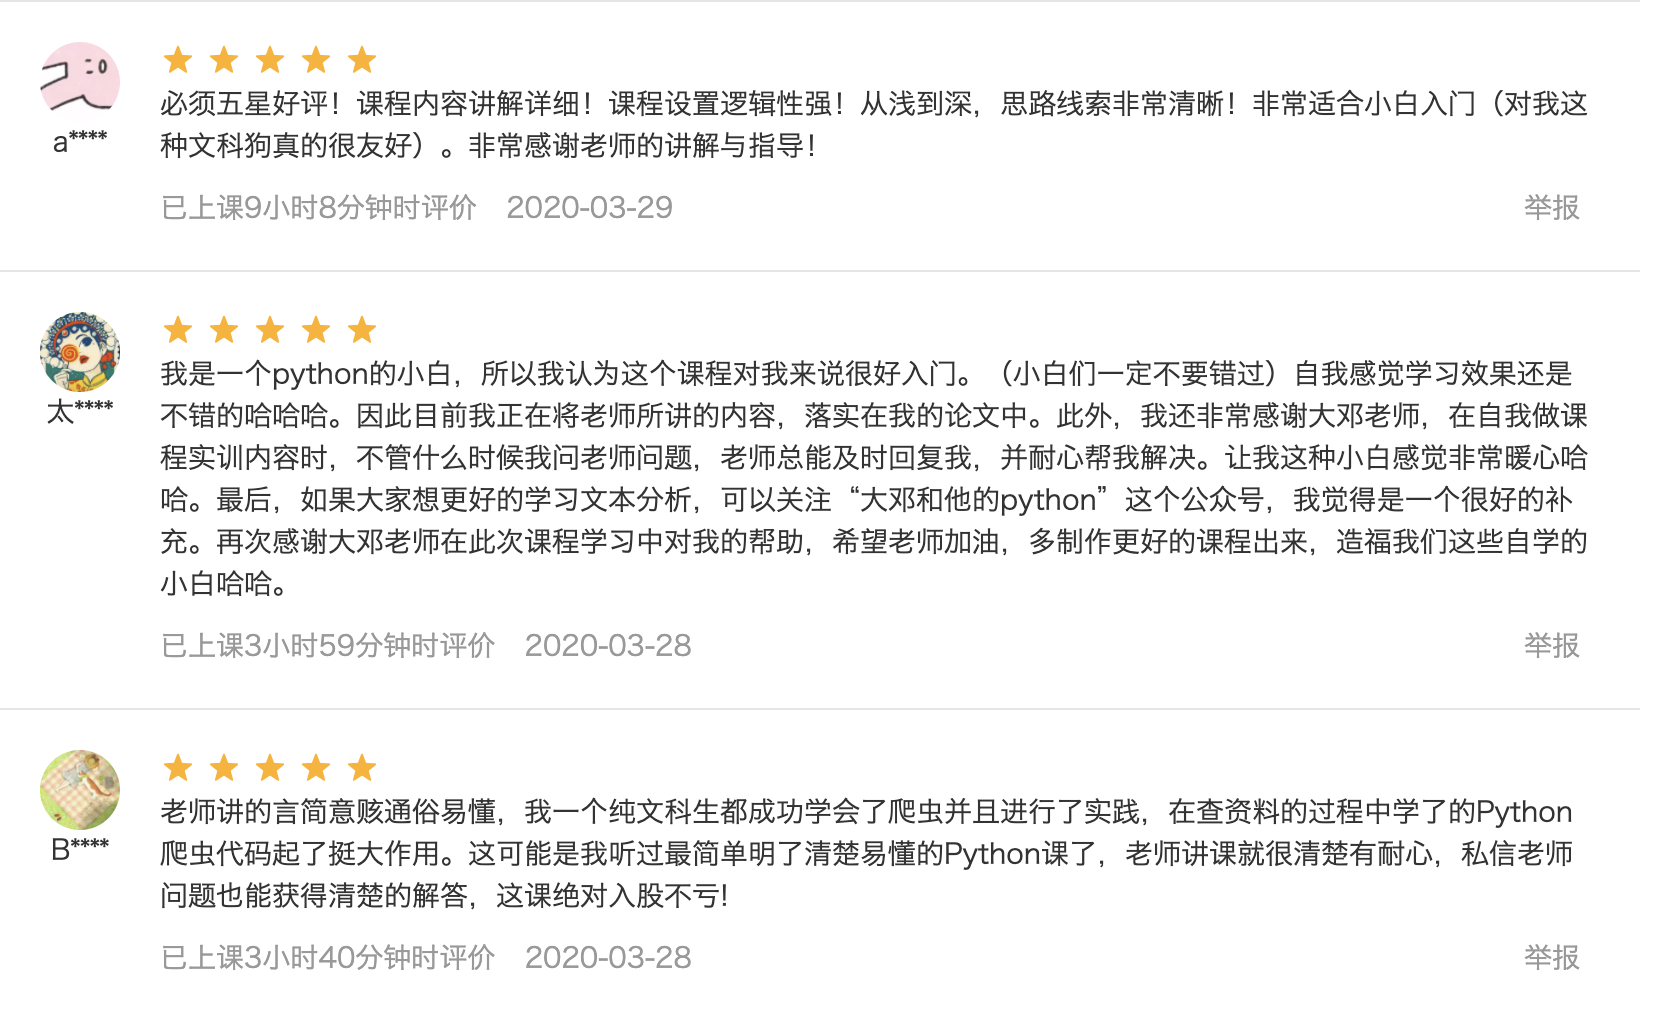 必须五星好评！课程内容讲解详细！课程设置逻辑性强！从浅到深，思路线索非常清晰！非常适合小白入门（对我这
种文科狗真的很友好）。非常感谢老师的讲解与指导！
a****
已上课9小时8分钟时评价 2020-03-29 举报
我是一个python的小白，所以我认为这个课程对我来说很好入门。（小白们一定不要错过）自我感觉学习效果还是
不错的哈哈哈。因此目前我正在将老师所讲的内容，落实在我的论文中。此外，我还非常感谢大邓老师，在自我做课
太****
程实训内容时，不管什么时候我问老师问题，老师总能及时回复我，并耐心帮我解决。让我这种小白感觉非常暖心哈
哈。最后，如果大家想更好的学习文本分析，可以关注“大邓和他的python”这个公众号，我觉得是一个很好的补
充。再次感谢大邓老师在此次课程学习中对我的帮助，希望老师加油，多制作更好的课程出来，造福我们这些自学的
小白哈哈。
已上课3小时59分钟时评价 2020-03-28 举报
老师讲的言简意赅通俗易懂，我一个纯文科生都成功学会了爬虫并且进行了实践，在查资料的过程中学了的Python
B****
爬虫代码起了挺大作用。这可能是我听过最简单明了清楚易懂的Python课了，老师讲课就很清楚有耐心，私信老师
问题也能获得清楚的解答，这课绝对入股不亏!
已上课3小时40分钟时评价 2020-03-28 举报